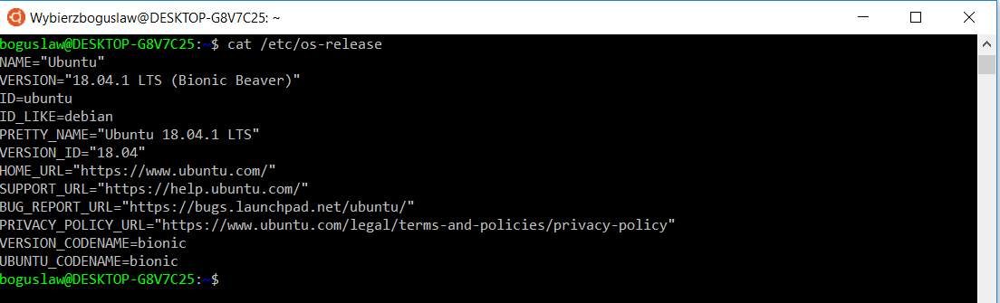 Wybierzboguslaw@DESKTOP-G8V7C25: ~
boguslaw@DESKTOP-G8V7C25:~$ cat /etc/os-release
NAME="Ubuntu"
VERSION="18.04.1 LTS (Bionic Beaver)"
ID=ubuntu
ID_LIKE=debian
PRETTY_NAME="Ubuntu 18.04.1 LTS"
VERSION_ID="18.04"
HOME_URL="https://www.ubuntu.com/"
SUPPORT_URL="https://help.ubuntu.com/"
BUG_REPORT_URL="https://bugs.launchpad.net/ubuntu/"
PRIVACY_POLICY_URL="https://www.ubuntu.com/legal/terms-and-policies/privacy-policy"
VERSION_CODENAME=bionic
UBUNTU_CODENAME=bionic
boguslaw@DESKTOP-G8V7C25:~$